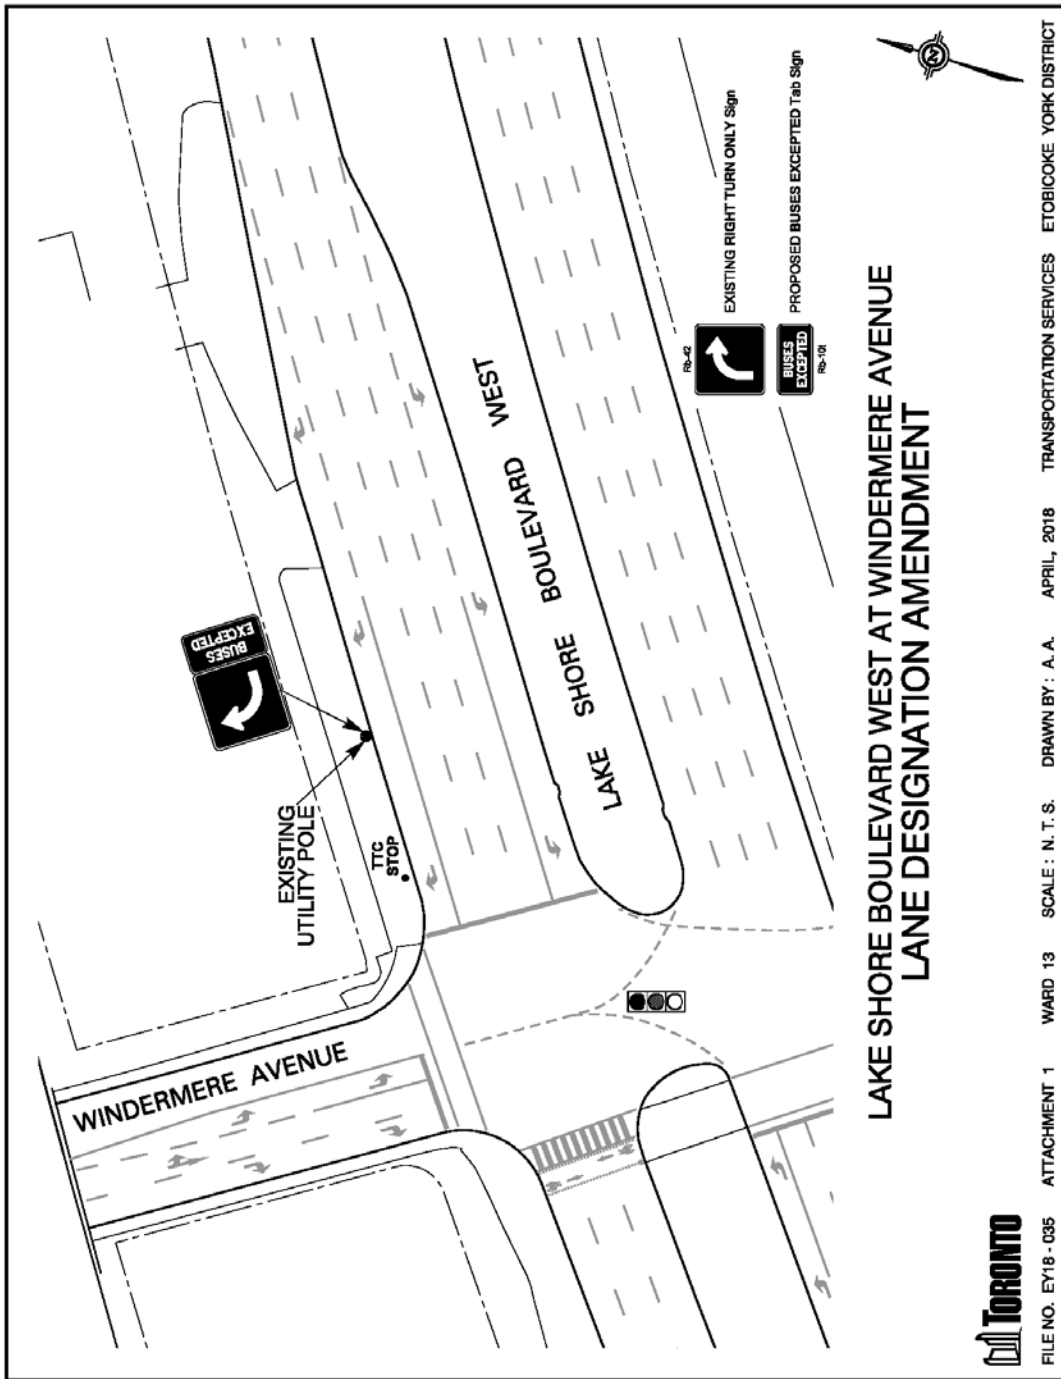 EXISTING
UTILITY POLE
BUSES
EXCEPTED
TTC
STOP
WINDERMERE AVENUE
LAKE SHORE BOULEVARD WEST
N
Rb-42
EXISTING RIGHT TURN ONLY Sign
BUSES
EXCEPTED
PROPOSED BUSES EXCEPTED Tab Sign
Rb-10t
LAKE SHORE BOULEVARD WEST AT WINDERMERE AVENUE
LANE DESIGNATION AMENDMENT
TORONTO
FILE NO. EY18 - 035 ATTACHMENT 1 WARD 13 SCALE : N. T. S. DRAWN BY : A. A. APRIL, 2018 TRANSPORTATION SERVICES ETOBICOKE YORK DISTRICT